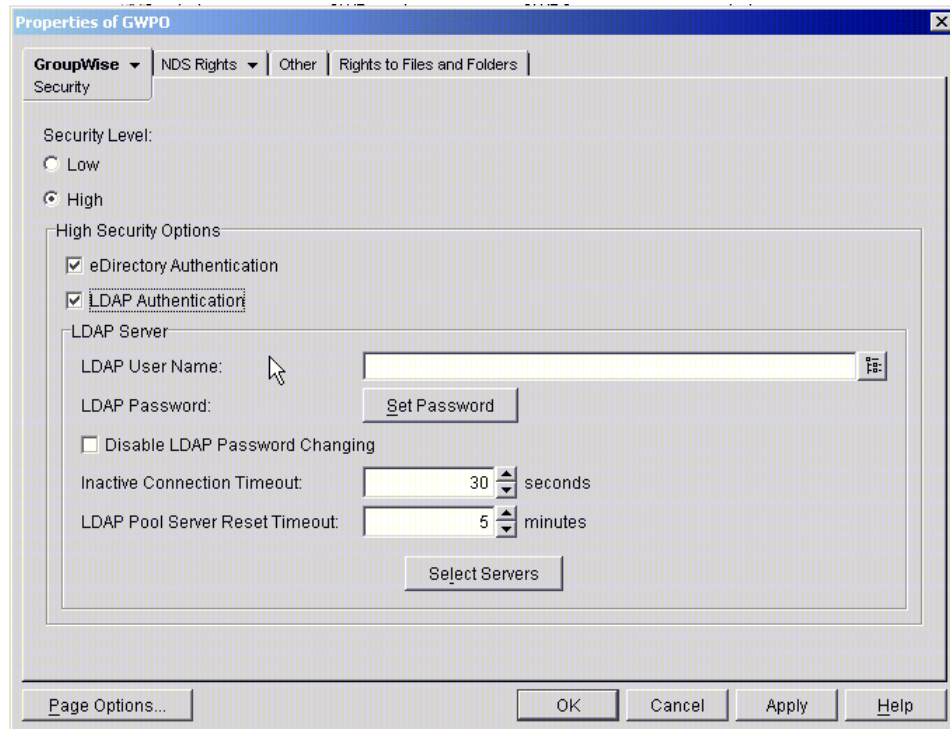 Properties of GWPO
GroupWise NDS Rights Other Rights to Files and Folders
Security
Security Level:
Low
High
High Security Options
eDirectory Authentication
LDAP Authentication
LDAP Server
LDAP User Name:
LDAP Password: Set Password
Disable LDAP Password Changing
Inactive Connection Timeout: 30 seconds
LDAP Pool Server Reset Timeout: 5 minutes
Select Servers
Page Options... OK Cancel Apply Help